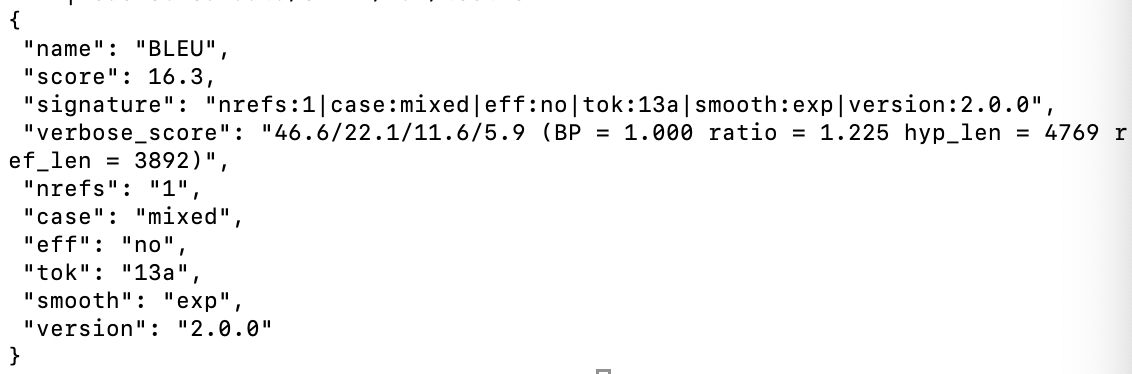 {
 "name": "BLEU",
 "score": 16.3,
 "signature": "nrefs:1|case:mixed|eff:no|tok:13a|smooth:exp|version:2.0.0",
 "verbose_score": "46.6/22.1/11.6/5.9 (BP = 1.000 ratio = 1.225 hyp_len = 4769 r
ef_len = 3892)",
 "nrefs": "1",
 "case": "mixed",
 "eff": "no",
 "tok": "13a",
 "smooth": "exp",
 "version": "2.0.0"
}